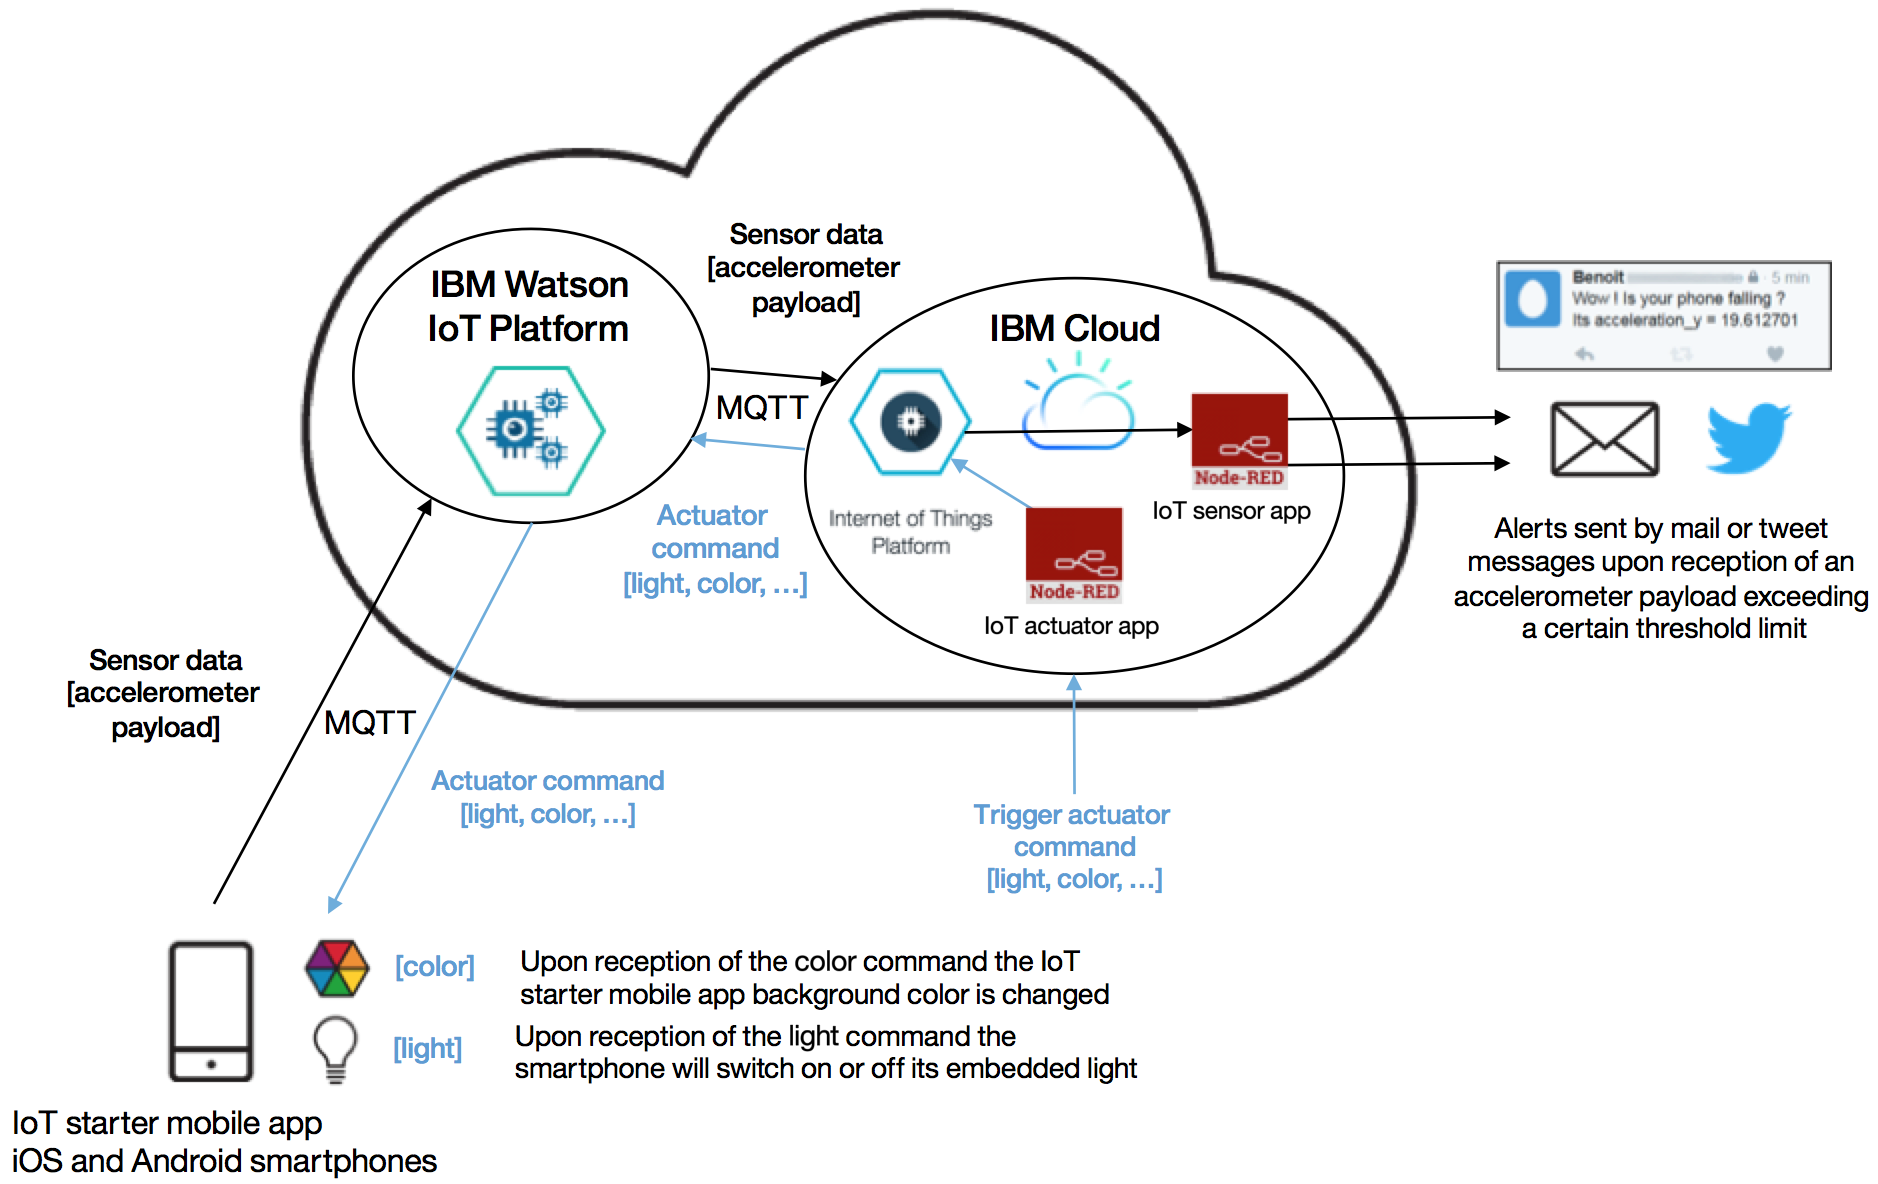 Sensor data
[accelerometer
payload]
IBM Watson
IoT Platform
MQTT
IBM Cloud
Internet of Things
Platform
Node-RED
IoT sensor app
Node-RED
IoT actuator app
Actuator
command
[light, color, ...]
Benoit
5 min
Wow ! Is your phone falling ?
Its acceleration_y = 19.612701
Alerts sent by mail or tweet
messages upon reception of an
accelerometer payload exceeding
a certain threshold limit
Sensor data
[accelerometer
payload]
MQTT
Actuator command
[light, color, ...]
Trigger actuator
command
[light, color, ...]
[color]
Upon reception of the color command the IoT
starter mobile app background color is changed
[light]
Upon reception of the light command the
smartphone will switch on or off its embedded light
IoT starter mobile app
iOS and Android smartphones